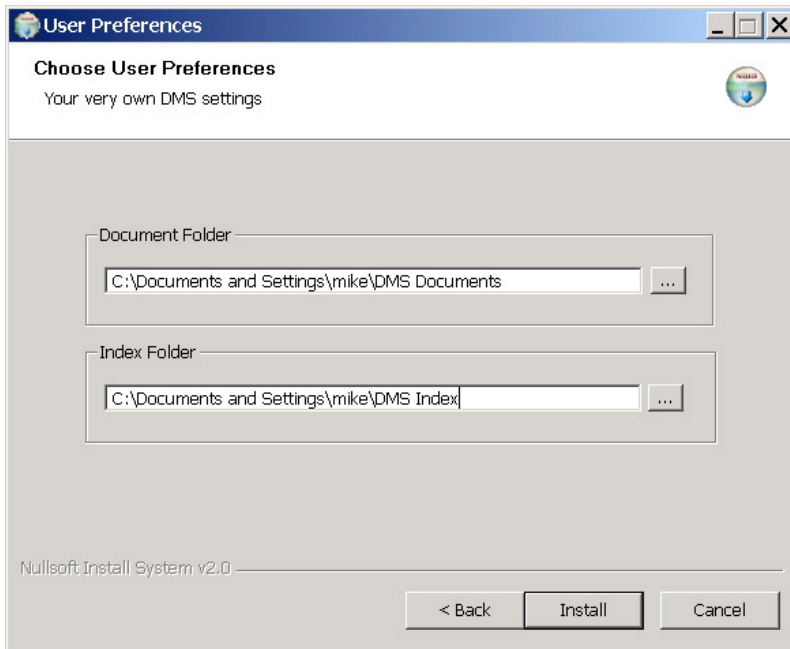 User Preferences
Choose User Preferences
Your very own DMS settings
Document Folder
C:\Documents and Settings\mike\DMS Documents
...
Index Folder
C:\Documents and Settings\mike\DMS Index
...
Nullsoft Install System v2.0
< Back
Install
Cancel